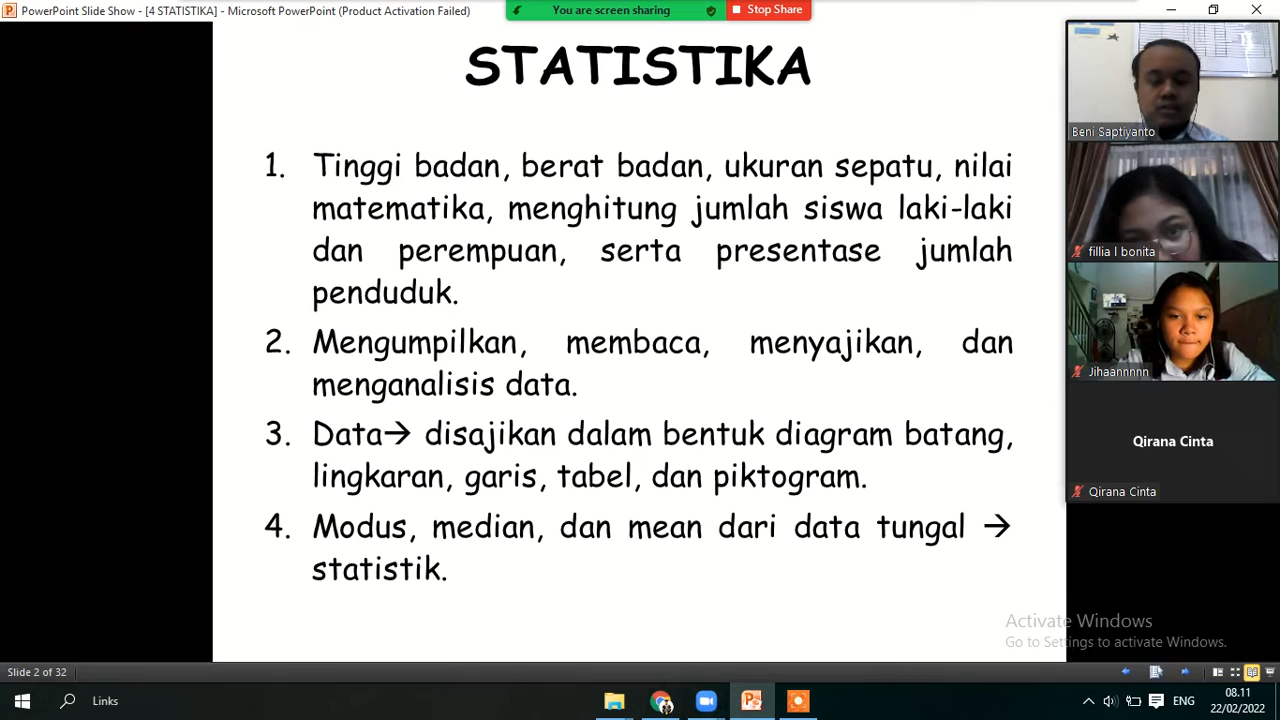 PowerPoint Slide Show - [4 STATISTIKA] - Microsoft PowerPoint (Product Activation Failed)
You are screen sharing
Stop Share
STATISTIKA
1. Tinggi badan, berat badan, ukuran sepatu, nilai
matematika, menghitung jumlah siswa laki-laki
dan perempuan, serta presentase jumlah
penduduk.
2. Mengumpilkan, membaca, menyajikan, dan
menganalisis data.
3. Data→ disajikan dalam bentuk diagram batang,
lingkaran, garis, tabel, dan piktogram.
4. Modus, median, dan mean dari data tungal →
statistik.
Beni Saptiyanto
fillia I bonita
Jihaannnnn
Qirana Cinta
Qirana Cinta
Activate Windows
Go to Settings to activate Windows.
Slide 2 of 32
Links
ENG
08.11
22/02/2022